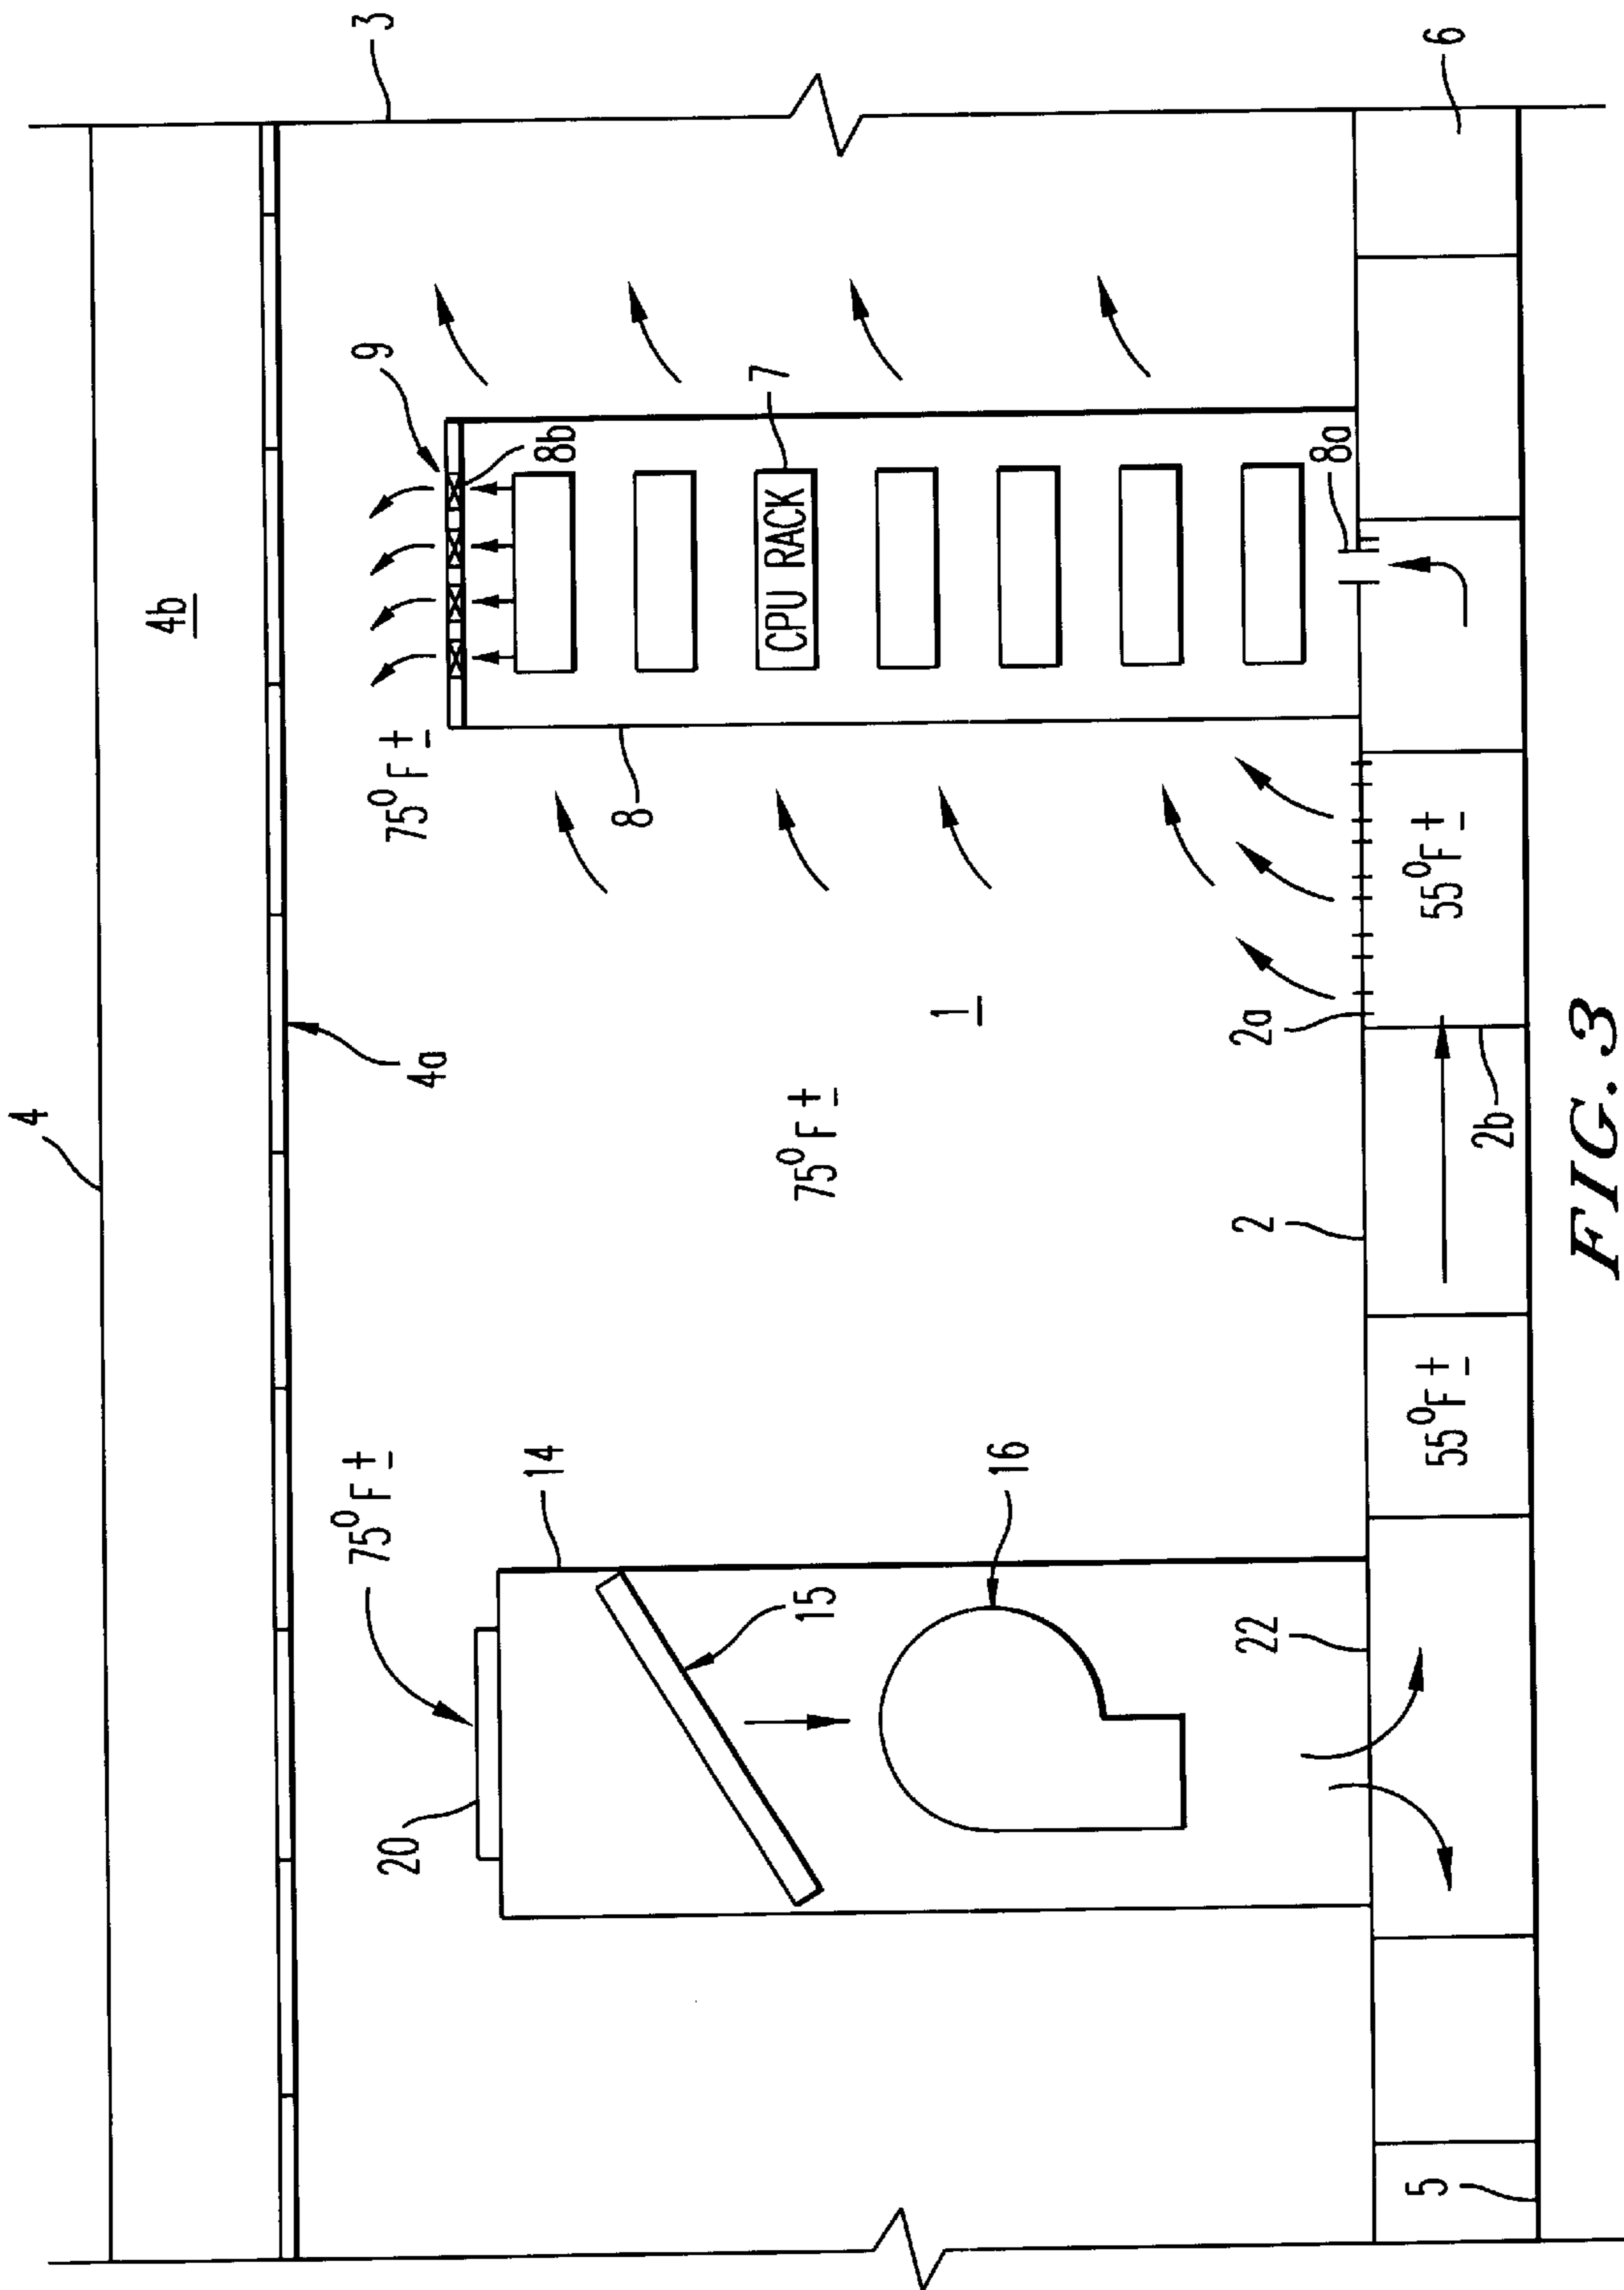 4
4b
3
4a
9
75°F ±
75°F ±
20
14
8b
8
CPU RACK
7
15
75°F ±
1
16
22
2
2a
8a
5
55°F ±
2b
55°F ±
6
FIG. 3